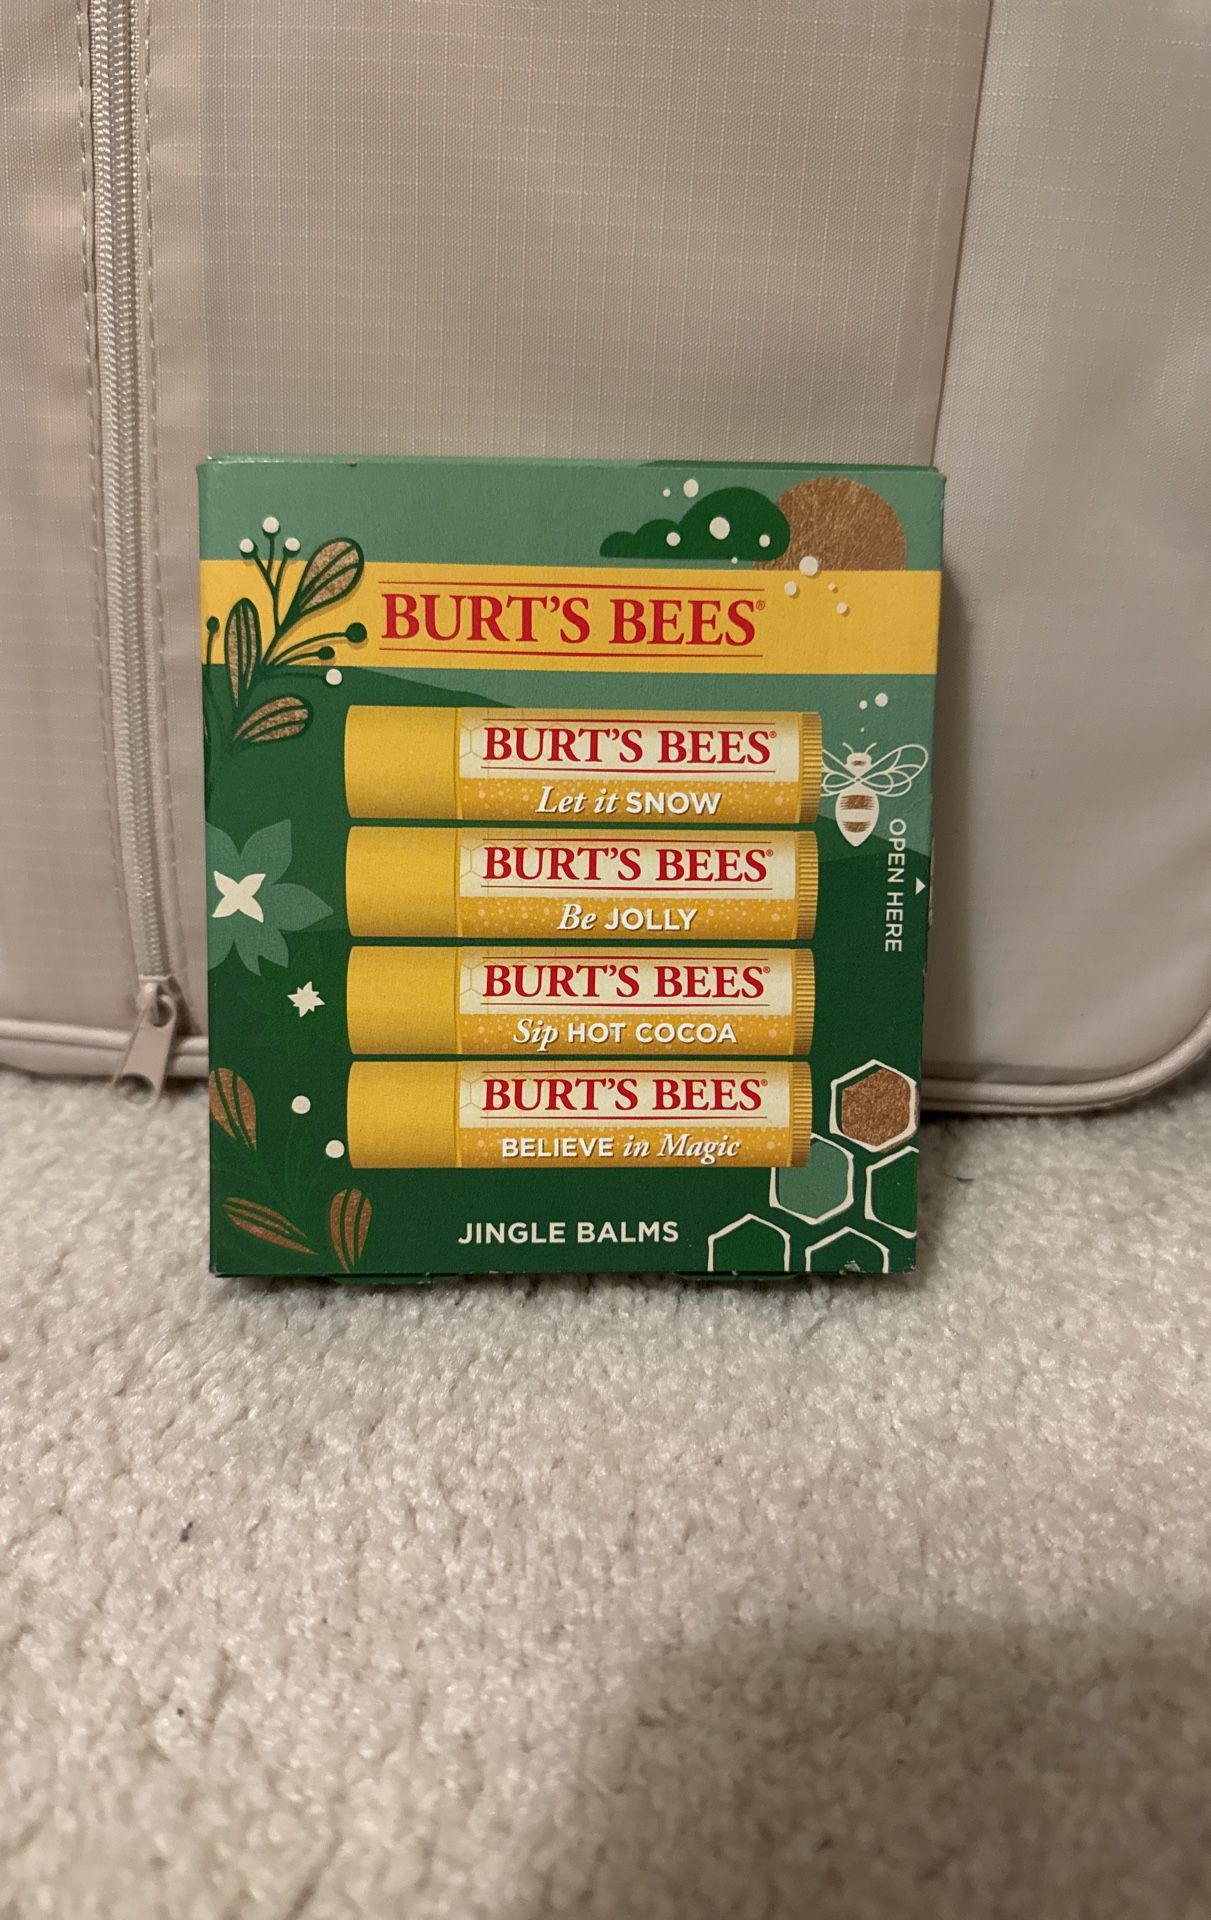 BURT'S BEES®
BURT'S BEES®
Let it SNOW
BURT'S BEES®
Be JOLLY
BURT'S BEES®
Sip HOT COCOA
BURT'S BEES®
BELIEVE in Magic
OPEN HERE
JINGLE BALMS